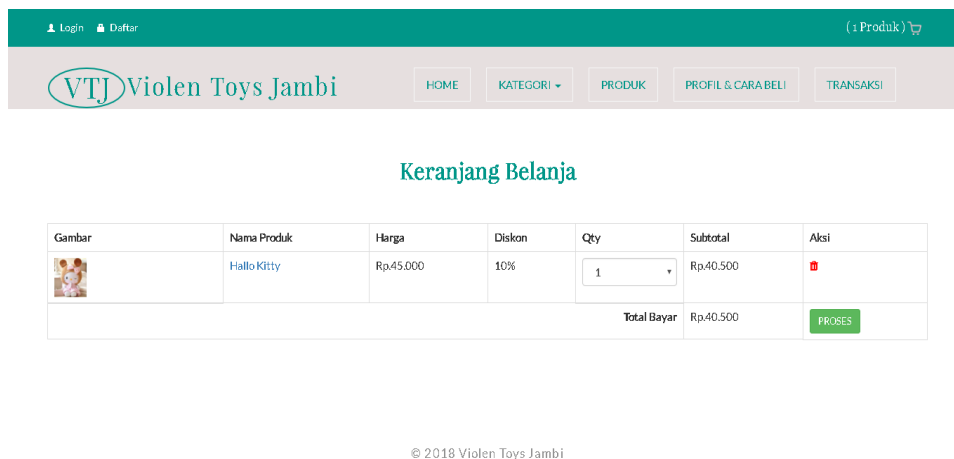 Login Daftar ( 1 Produk )
VTJ Violen Toys Jambi HOME KATEGORI PRODUK PROFIL & CARA BELI TRANSAKSI
Keranjang Belanja
Gambar Nama Produk Harga Diskon Qty Subtotal Aksi
Hallo Kitty Rp.45.000 10% 1 Rp.40.500
Total Bayar Rp.40.500 PROSES
© 2018 Violen Toys Jambi